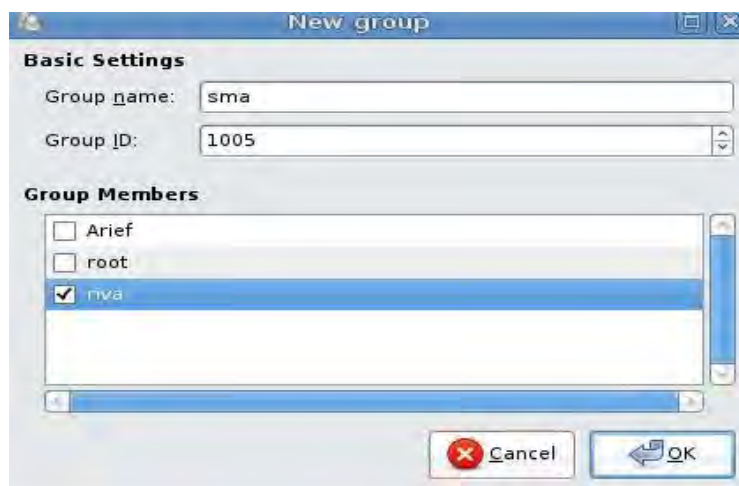 New group
Basic Settings
Group name: sma
Group ID: 1005
Group Members
Arief
root
riva
Cancel OK